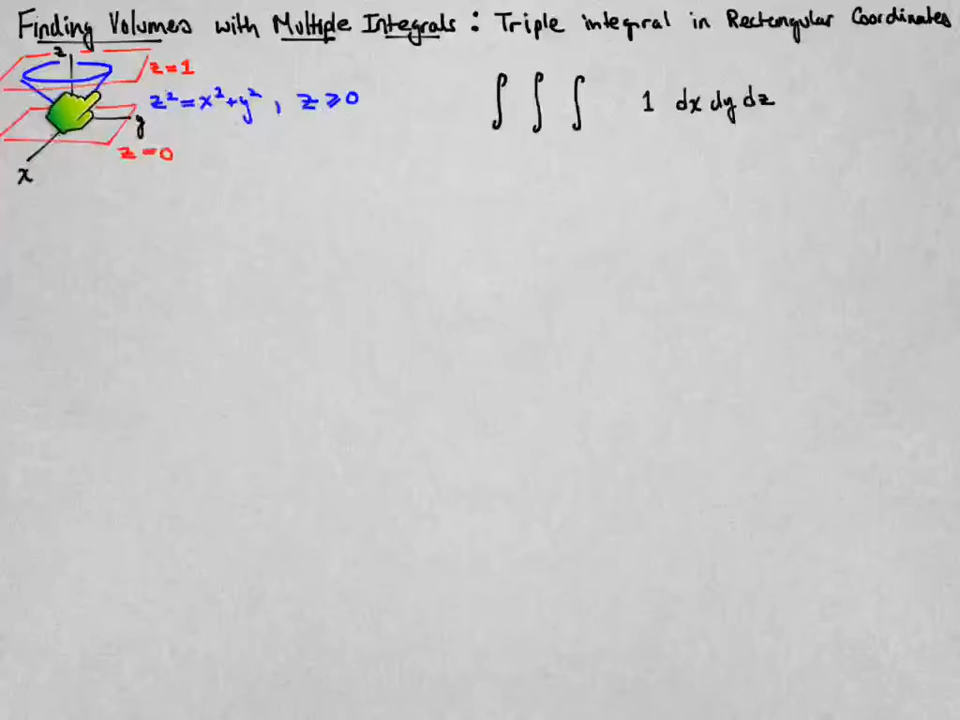 Finding Volumes with Multiple Integrals : Triple integral in Rectangular Coordinates
z
z=1
z² = x² + y² , z ⩾ 0
∫ ∫ ∫ 1 dx dy dz
y
z=0
x